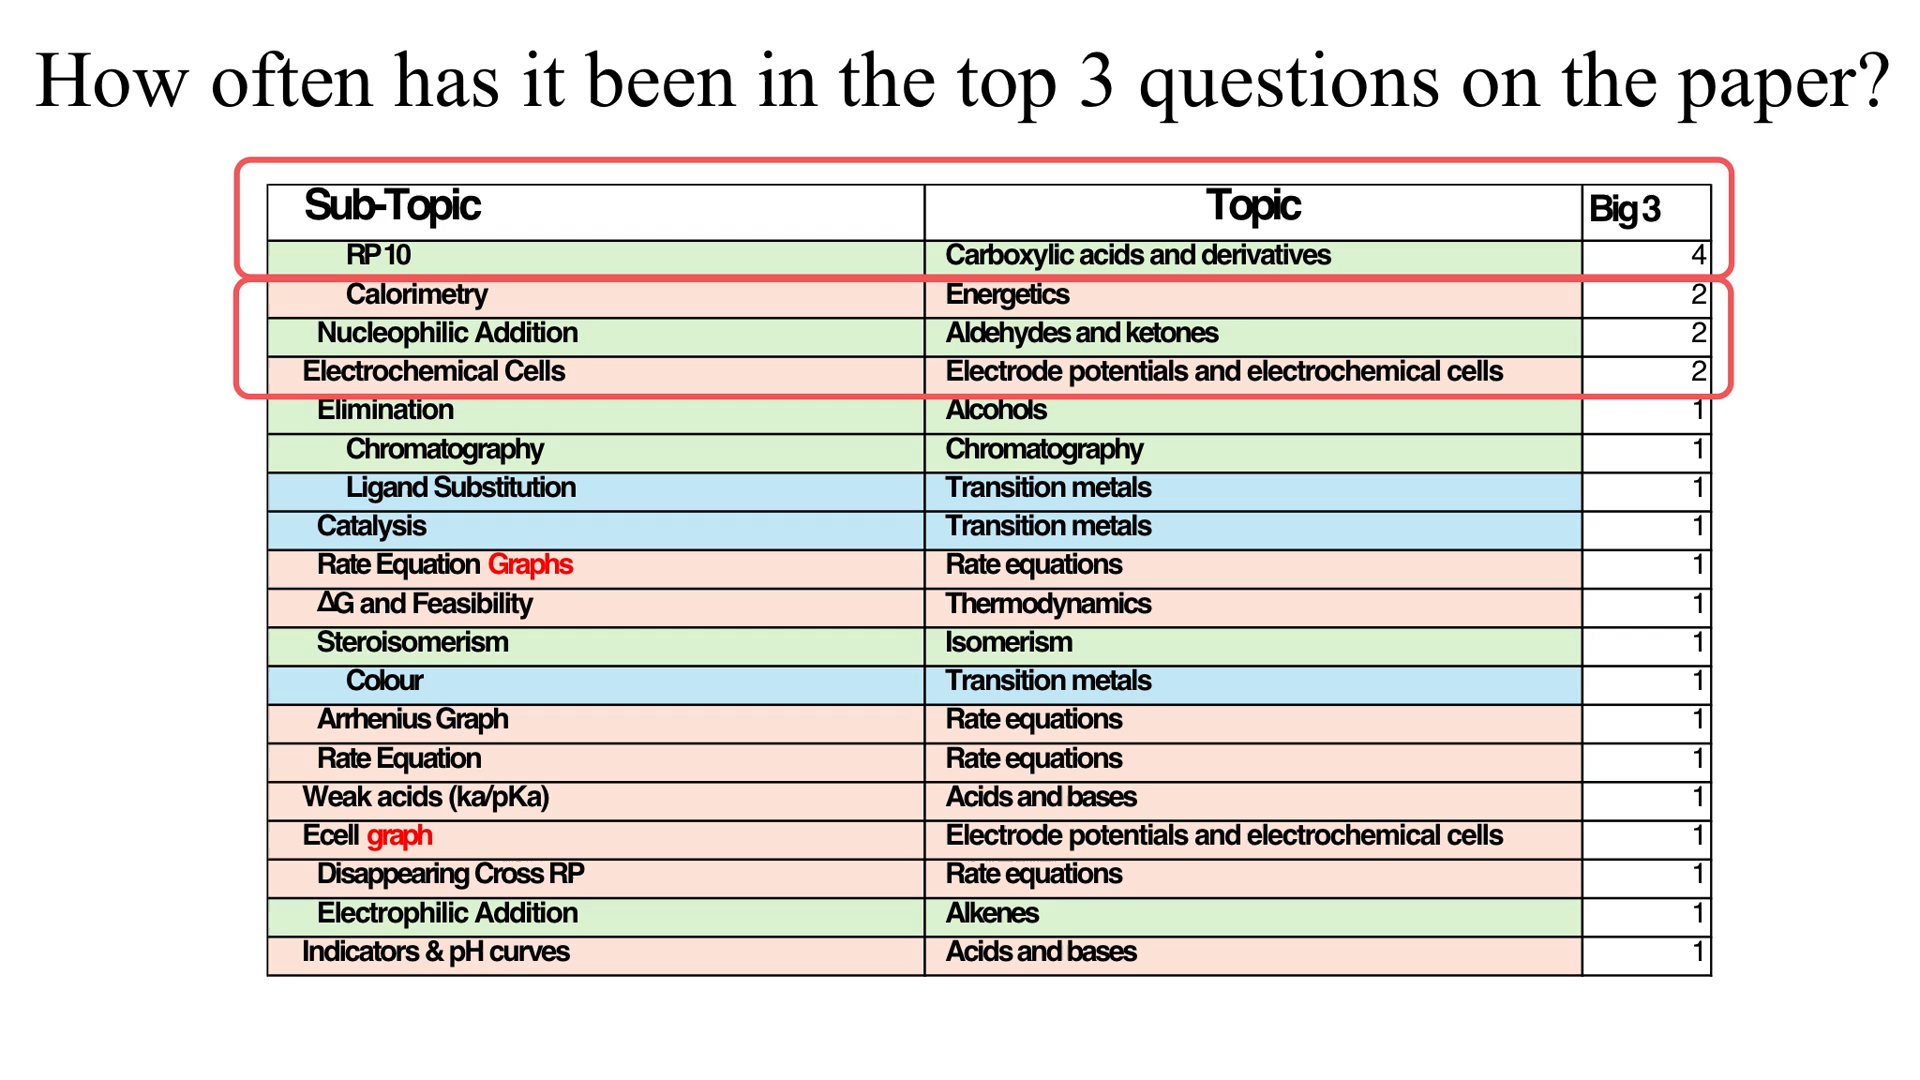 How often has it been in the top 3 questions on the paper?
Sub-Topic Topic Big 3
RP 10 Carboxylic acids and derivatives 4
Calorimetry Energetics 2
Nucleophilic Addition Aldehydes and ketones 2
Electrochemical Cells Electrode potentials and electrochemical cells 2
Elimination Alcohols 1
Chromatography Chromatography 1
Ligand Substitution Transition metals 1
Catalysis Transition metals 1
Rate Equation Graphs Rate equations 1
ΔG and Feasibility Thermodynamics 1
Steroisomerism Isomerism 1
Colour Transition metals 1
Arrhenius Graph Rate equations 1
Rate Equation Rate equations 1
Weak acids (ka/pKa) Acids and bases 1
Ecell graph Electrode potentials and electrochemical cells 1
Disappearing Cross RP Rate equations 1
Electrophilic Addition Alkenes 1
Indicators & pH curves Acids and bases 1